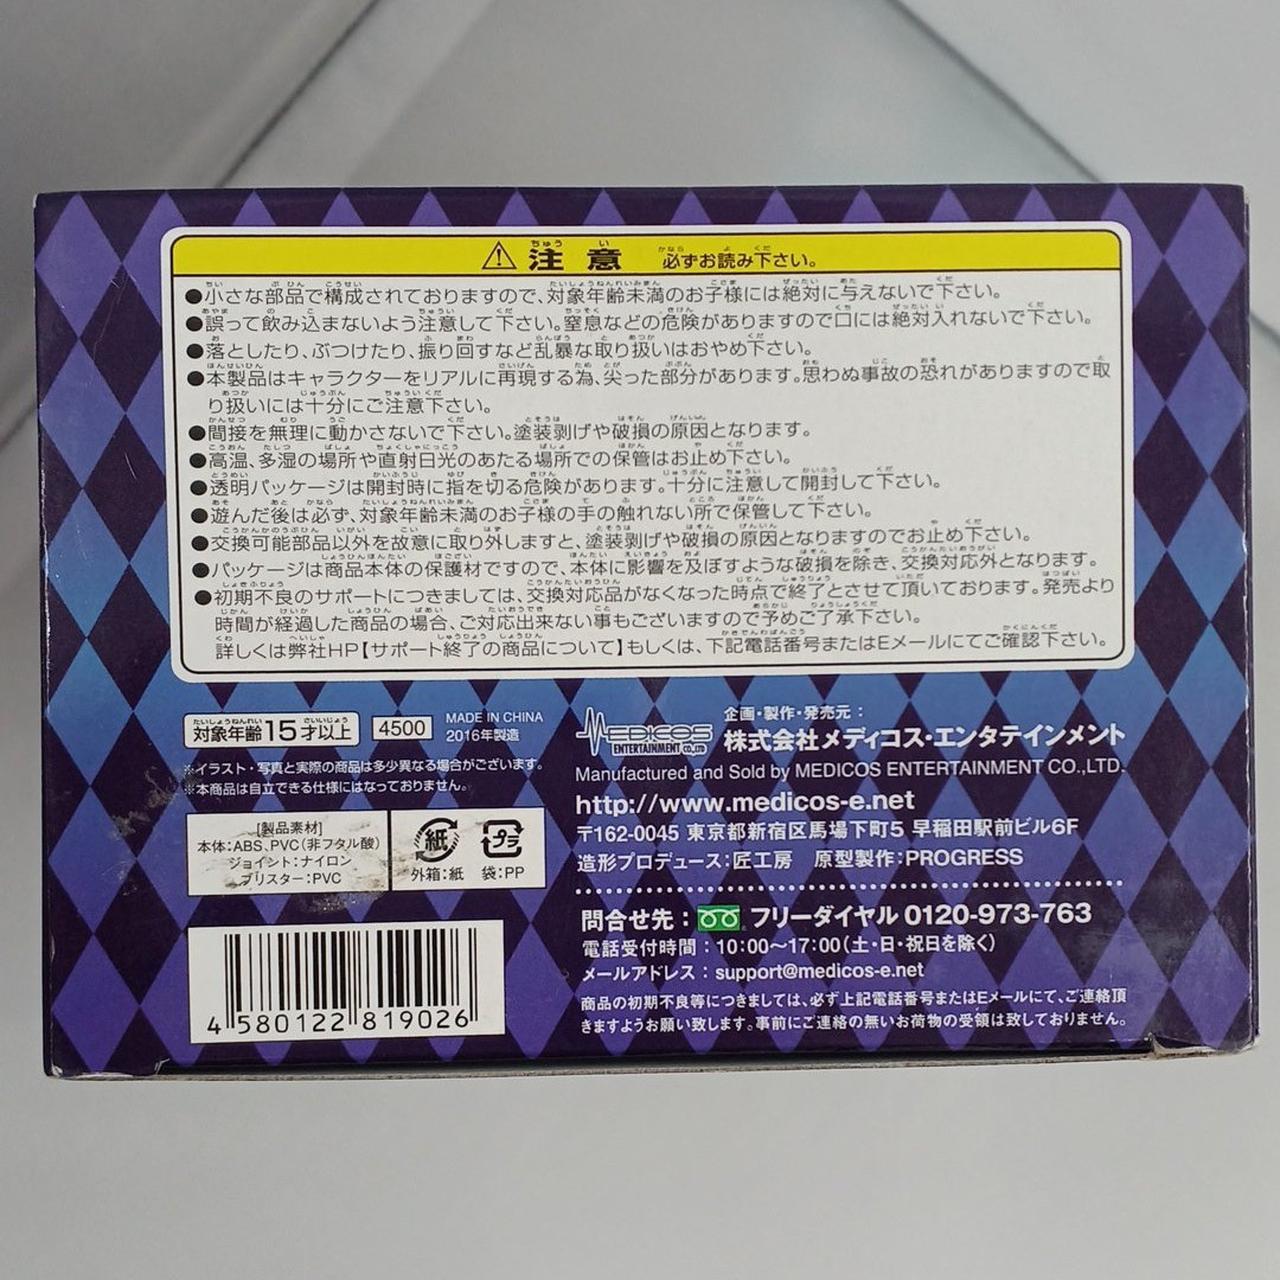 ⚠ 注意 必ずお読み下さい。
●小さな部品で構成されておりますので、対象年齢未満のお子様には絶対に与えないで下さい。
●誤って飲み込まないよう注意して下さい。窒息などの危険がありますので口には絶対入れないで下さい。
●落としたり、ぶつけたり、振り回すなど乱暴な取り扱いはおやめ下さい。
●本製品はキャラクターをリアルに再現する為、尖った部分があります。思わぬ事故の恐れがありますので取
り扱いには十分にご注意下さい。
●間接を無理に動かさないで下さい。塗装剥げや破損の原因となります。
●高温、多湿の場所や直射日光のあたる場所での保管はお止め下さい。
●透明パッケージは開封時に指を切る危険があります。十分に注意して開封して下さい。
●遊んだ後は必ず、対象年齢未満のお子様の手の触れない所で保管して下さい。
●交換可能部品以外を故意に取り外しますと、塗装剥げや破損の原因となりますのでお止め下さい。
●パッケージは商品本体の保護材ですので、本体に影響を及ぼすような破損を除き、交換対応外となります。
●初期不良のサポートにつきましては、交換対応品がなくなった時点で終了とさせて頂いております。発売より
時間が経過した商品の場合、ご対応出来ない事もございますので予めご了承下さい。
詳しくは弊社HP【サポート終了の商品について】もしくは、下記電話番号またはEメールにてご確認下さい。
対象年齢15才以上 4500 MADE IN CHINA
2016年製造
※イラスト・写真と実際の商品は多少異なる場合がございます。
※本商品は自立できる仕様にはなっておりません。
[製品素材]
本体:ABS、PVC(非フタル酸)
ジョイント:ナイロン
ブリスター:PVC
紙 プラ
外箱:紙 袋:PP
4 580122 819026
MEDICOS
ENTERTAINMENT CO.,LTD
企画・製作・発売元:
株式会社メディコス・エンタテインメント
Manufactured and Sold by MEDICOS ENTERTAINMENT CO.,LTD.
http://www.medicos-e.net
〒162-0045 東京都新宿区馬場下町5 早稲田駅前ビル6F
造形プロデュース:匠工房 原型製作:PROGRESS
問合せ先: フリーダイヤル 0120-973-763
電話受付時間:10:00〜17:00(土・日・祝日を除く)
メールアドレス:support@medicos-e.net
商品の初期不良等につきましては、必ず上記電話番号またはEメールにて、ご連絡頂
きますようお願い致します。事前にご連絡の無いお荷物の受領は致しておりません。